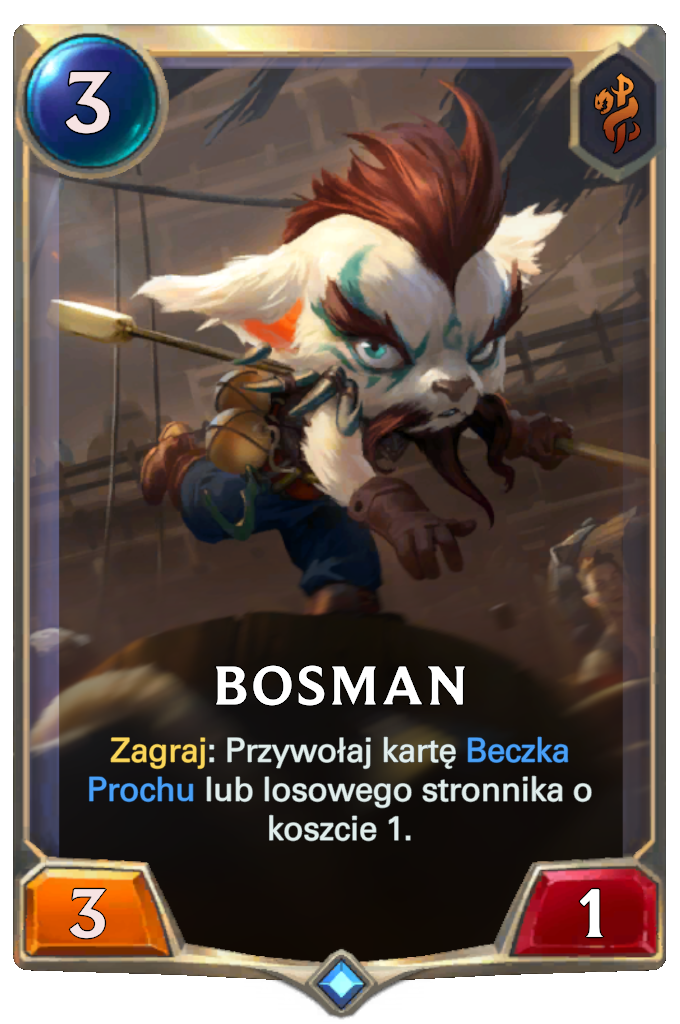 3
BOSMAN
Zagraj: Przywołaj kartę Beczka
Prochu lub losowego stronnika o
koszcie 1.
3
1